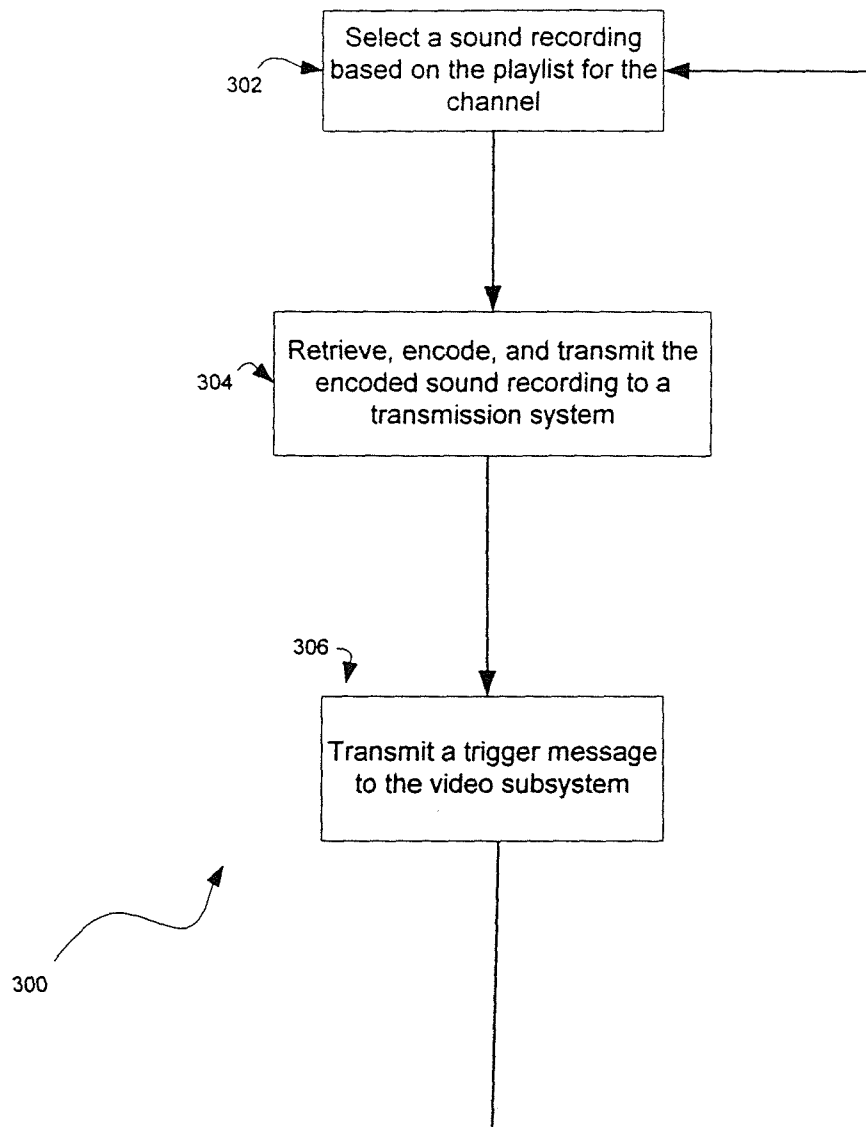 Select a sound recording
based on the playlist for the
channel
302
Retrieve, encode, and transmit the
encoded sound recording to a
transmission system
304
306
Transmit a trigger message
to the video subsystem
300